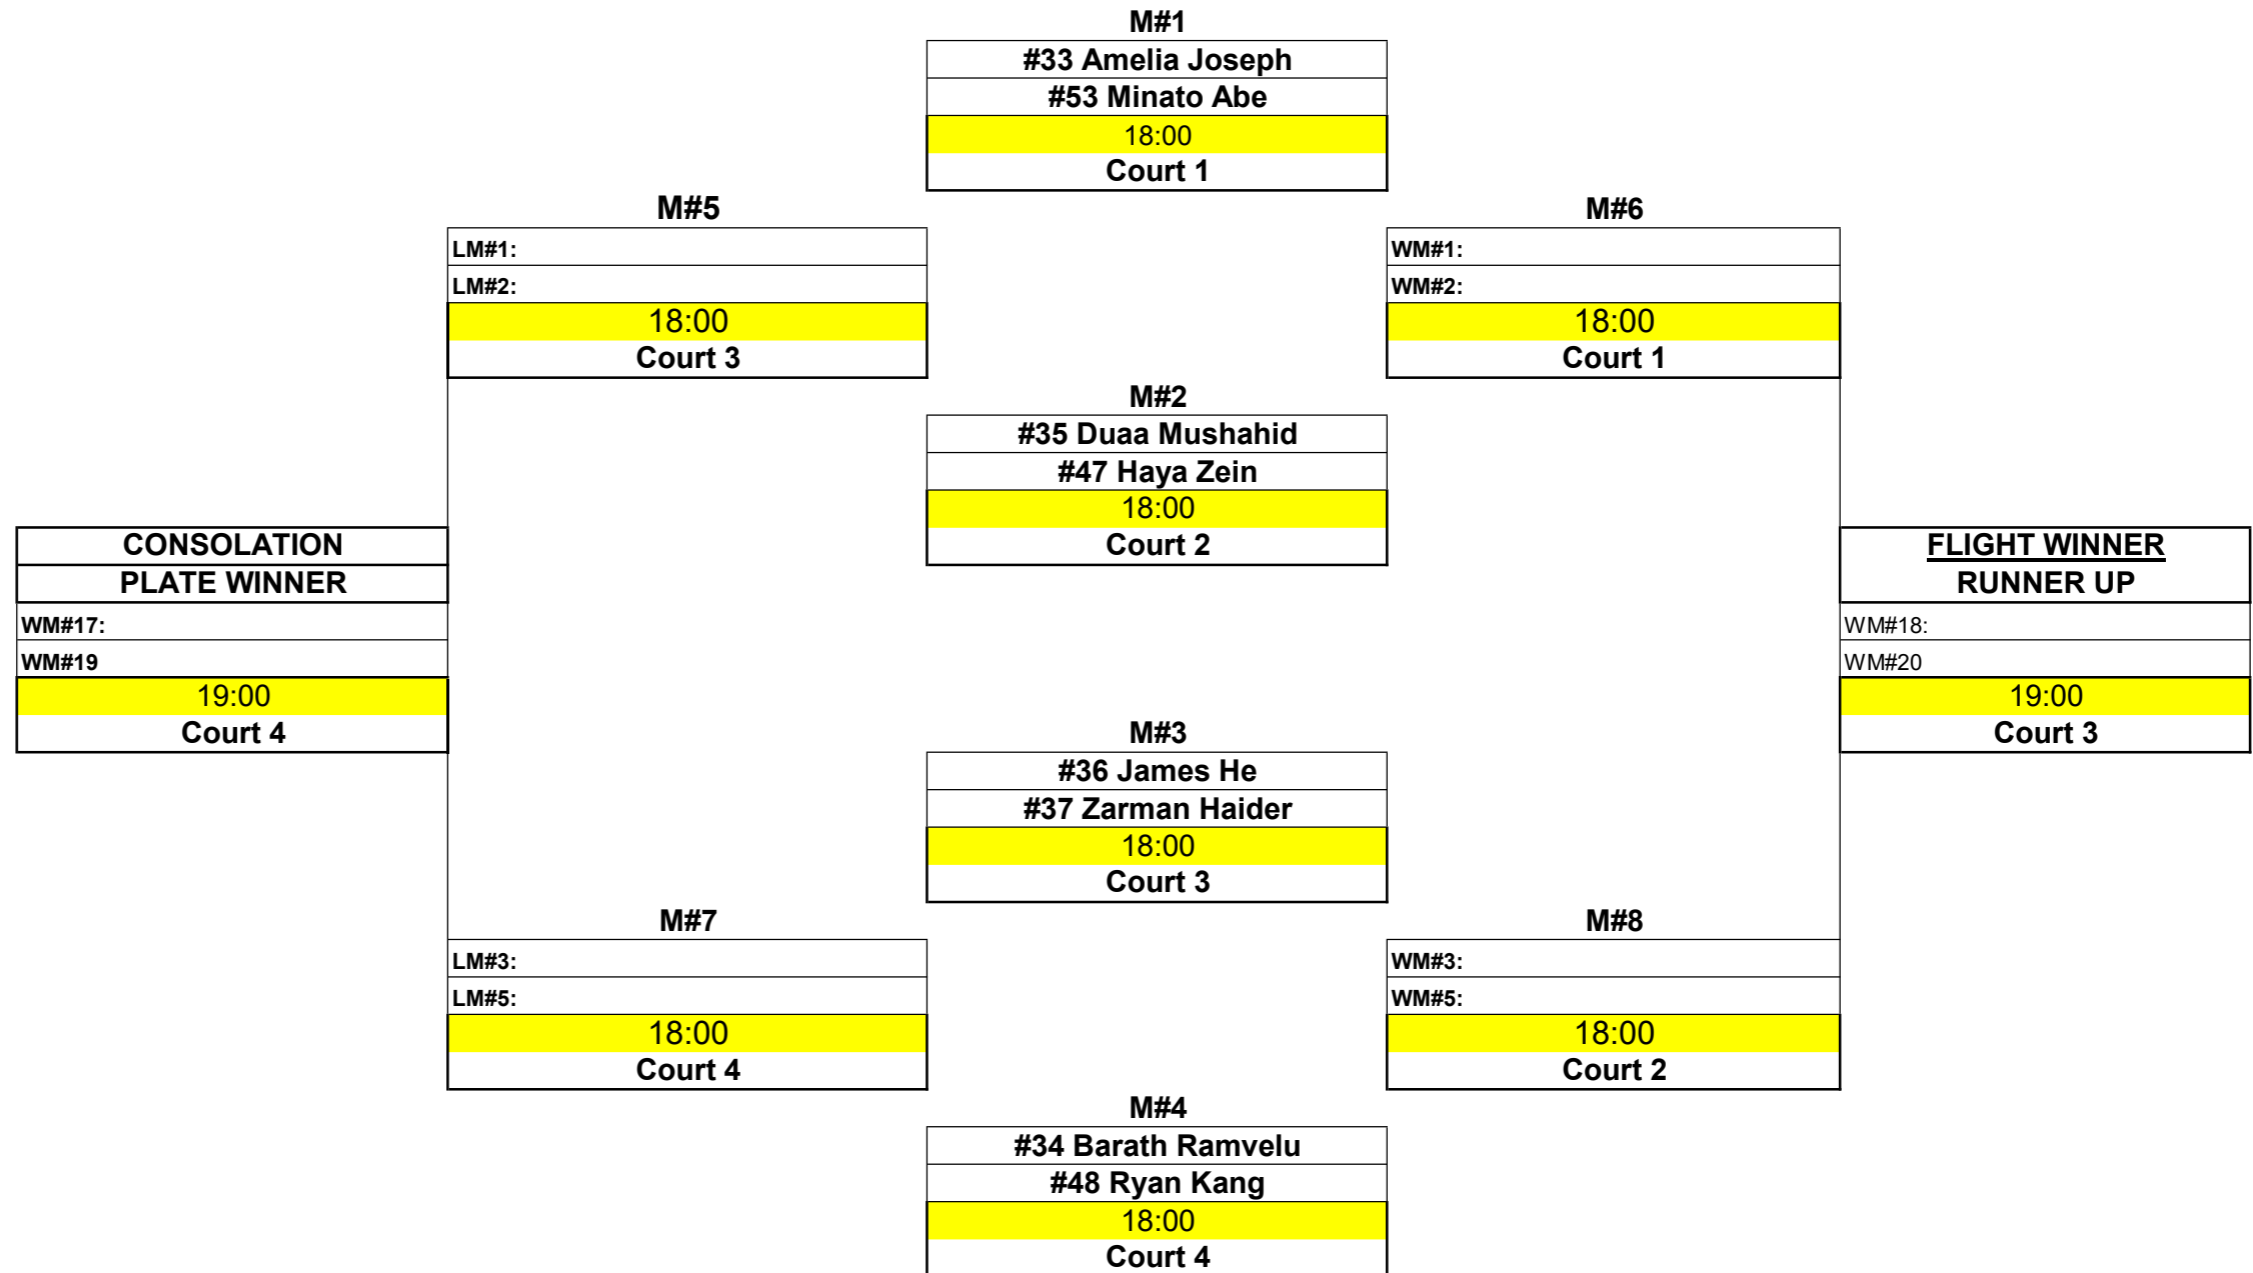 M#1
#33 Amelia Joseph
#53 Minato Abe
18:00
Court 1
M#5
LM#1:
LM#2:
18:00
Court 3
M#6
WM#1:
WM#2:
18:00
Court 1
M#2
#35 Duaa Mushahid
#47 Haya Zein
18:00
Court 2
CONSOLATION
PLATE WINNER
WM#17:
WM#19
19:00
Court 4
FLIGHT WINNER
RUNNER UP
WM#18:
WM#20
19:00
Court 3
M#3
#36 James He
#37 Zarman Haider
18:00
Court 3
M#7
LM#3:
LM#5:
18:00
Court 4
M#8
WM#3:
WM#5:
18:00
Court 2
M#4
#34 Barath Ramvelu
#48 Ryan Kang
18:00
Court 4